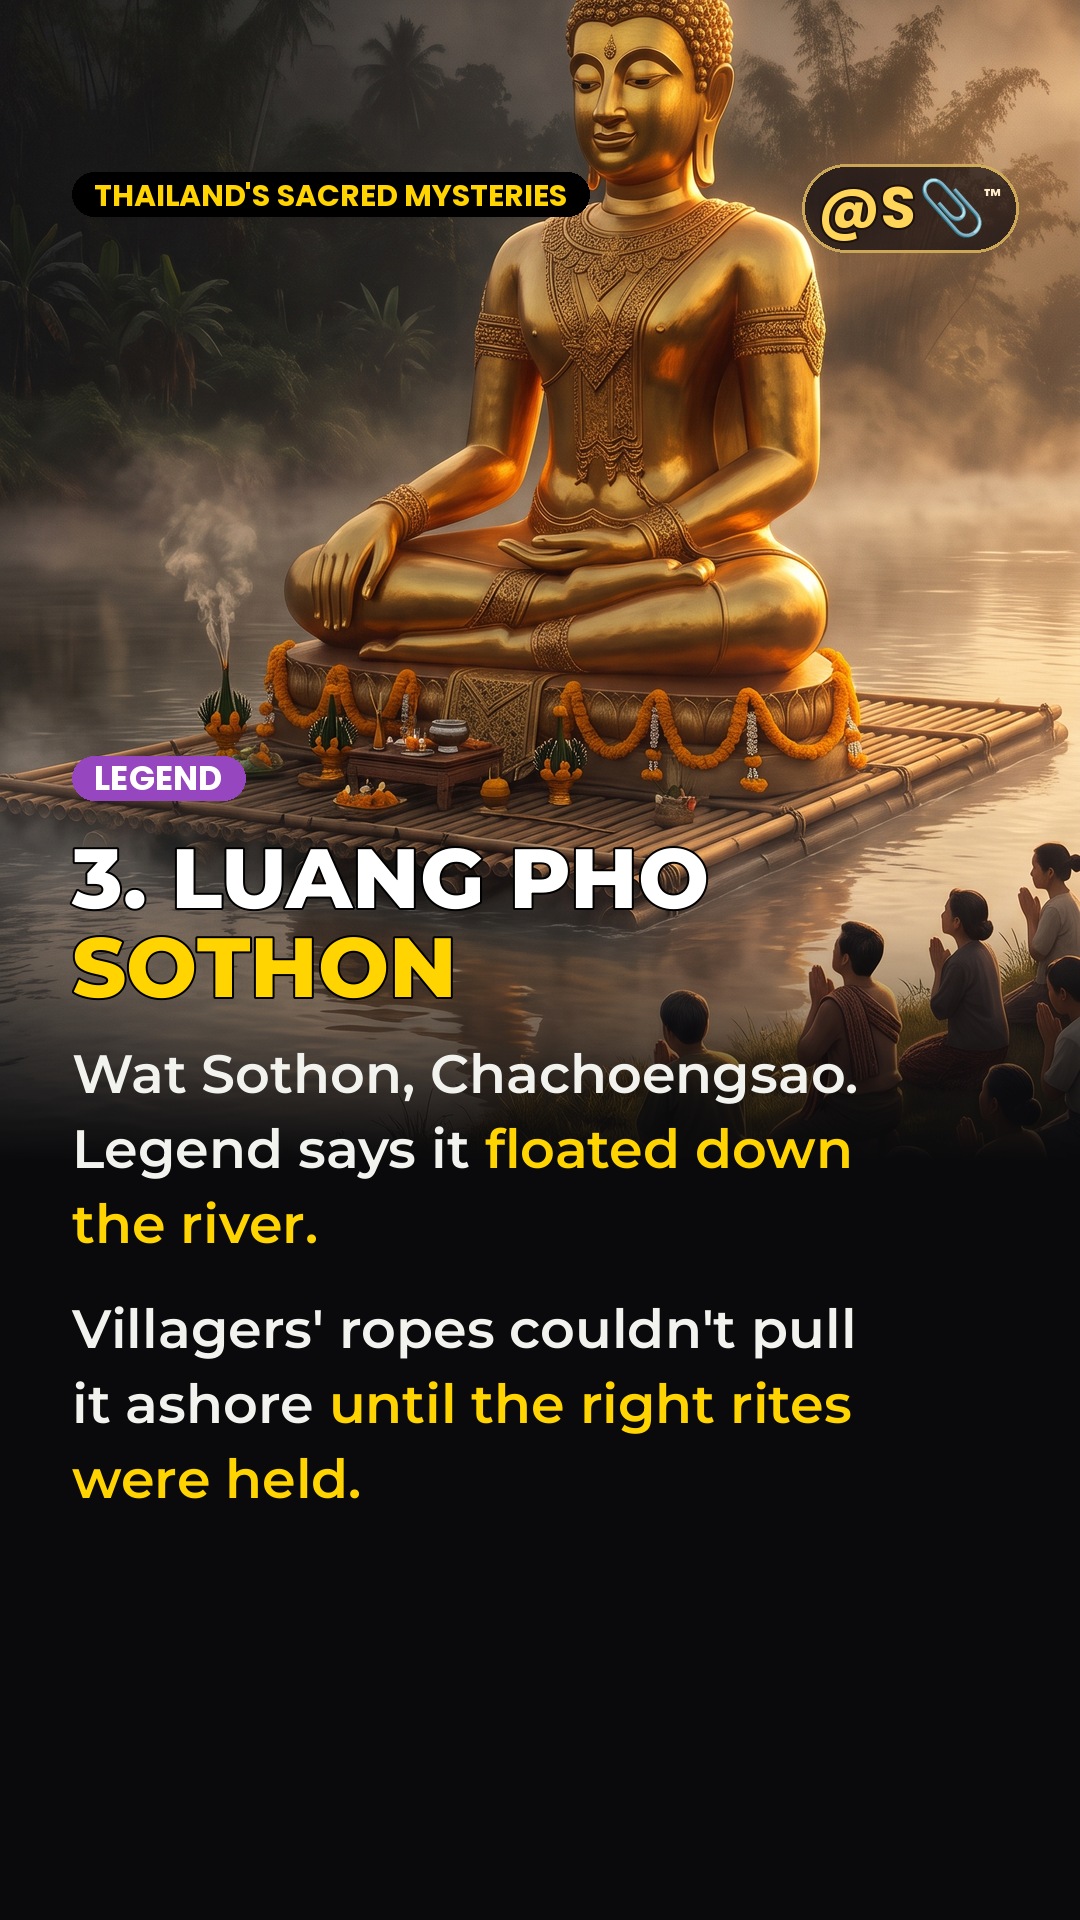 THAILAND'S SACRED MYSTERIES
@S📎™
LEGEND
3. LUANG PHO
SOTHON
Wat Sothon, Chachoengsao.
Legend says it floated down
the river.
Villagers' ropes couldn't pull
it ashore until the right rites
were held.